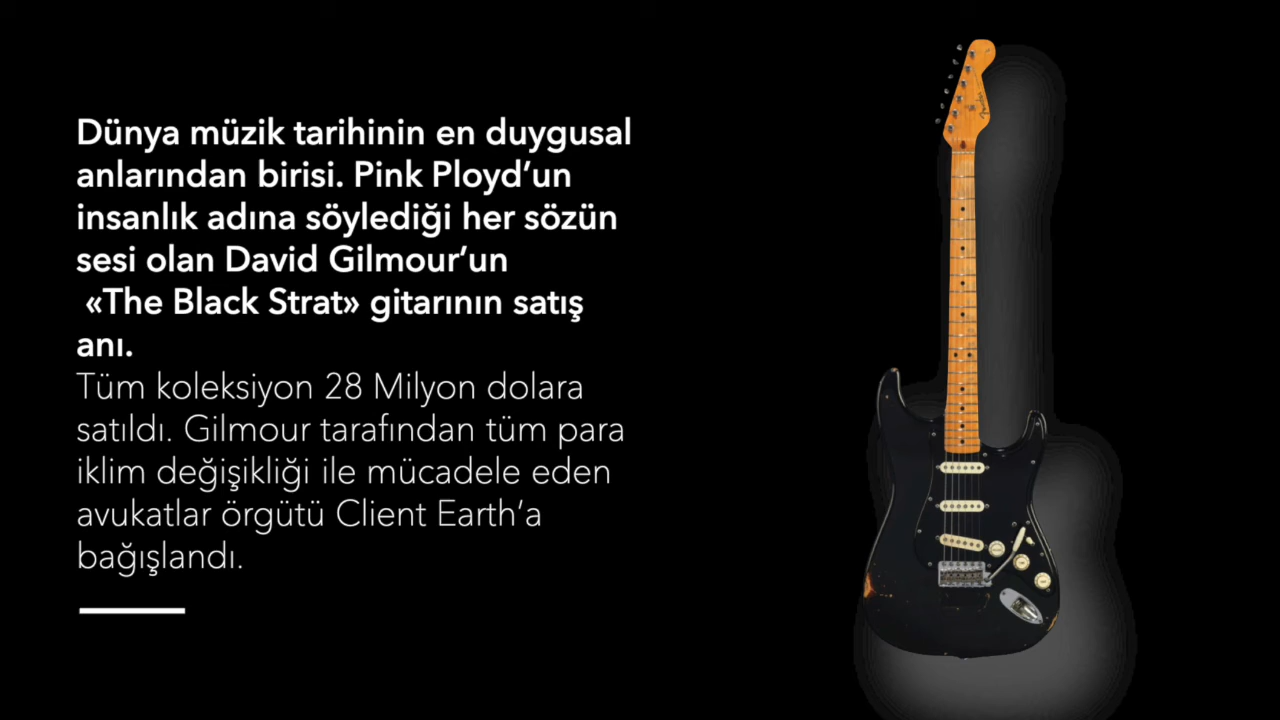 Dünya müzik tarihinin en duygusal
anlarından birisi. Pink Ployd’un
insanlık adına söylediği her sözün
sesi olan David Gilmour’un
«The Black Strat» gitarının satış
anı.
Tüm koleksiyon 28 Milyon dolara
satıldı. Gilmour tarafından tüm para
iklim değişikliği ile mücadele eden
avukatlar örgütü Client Earth’a
bağışlandı.
Fender